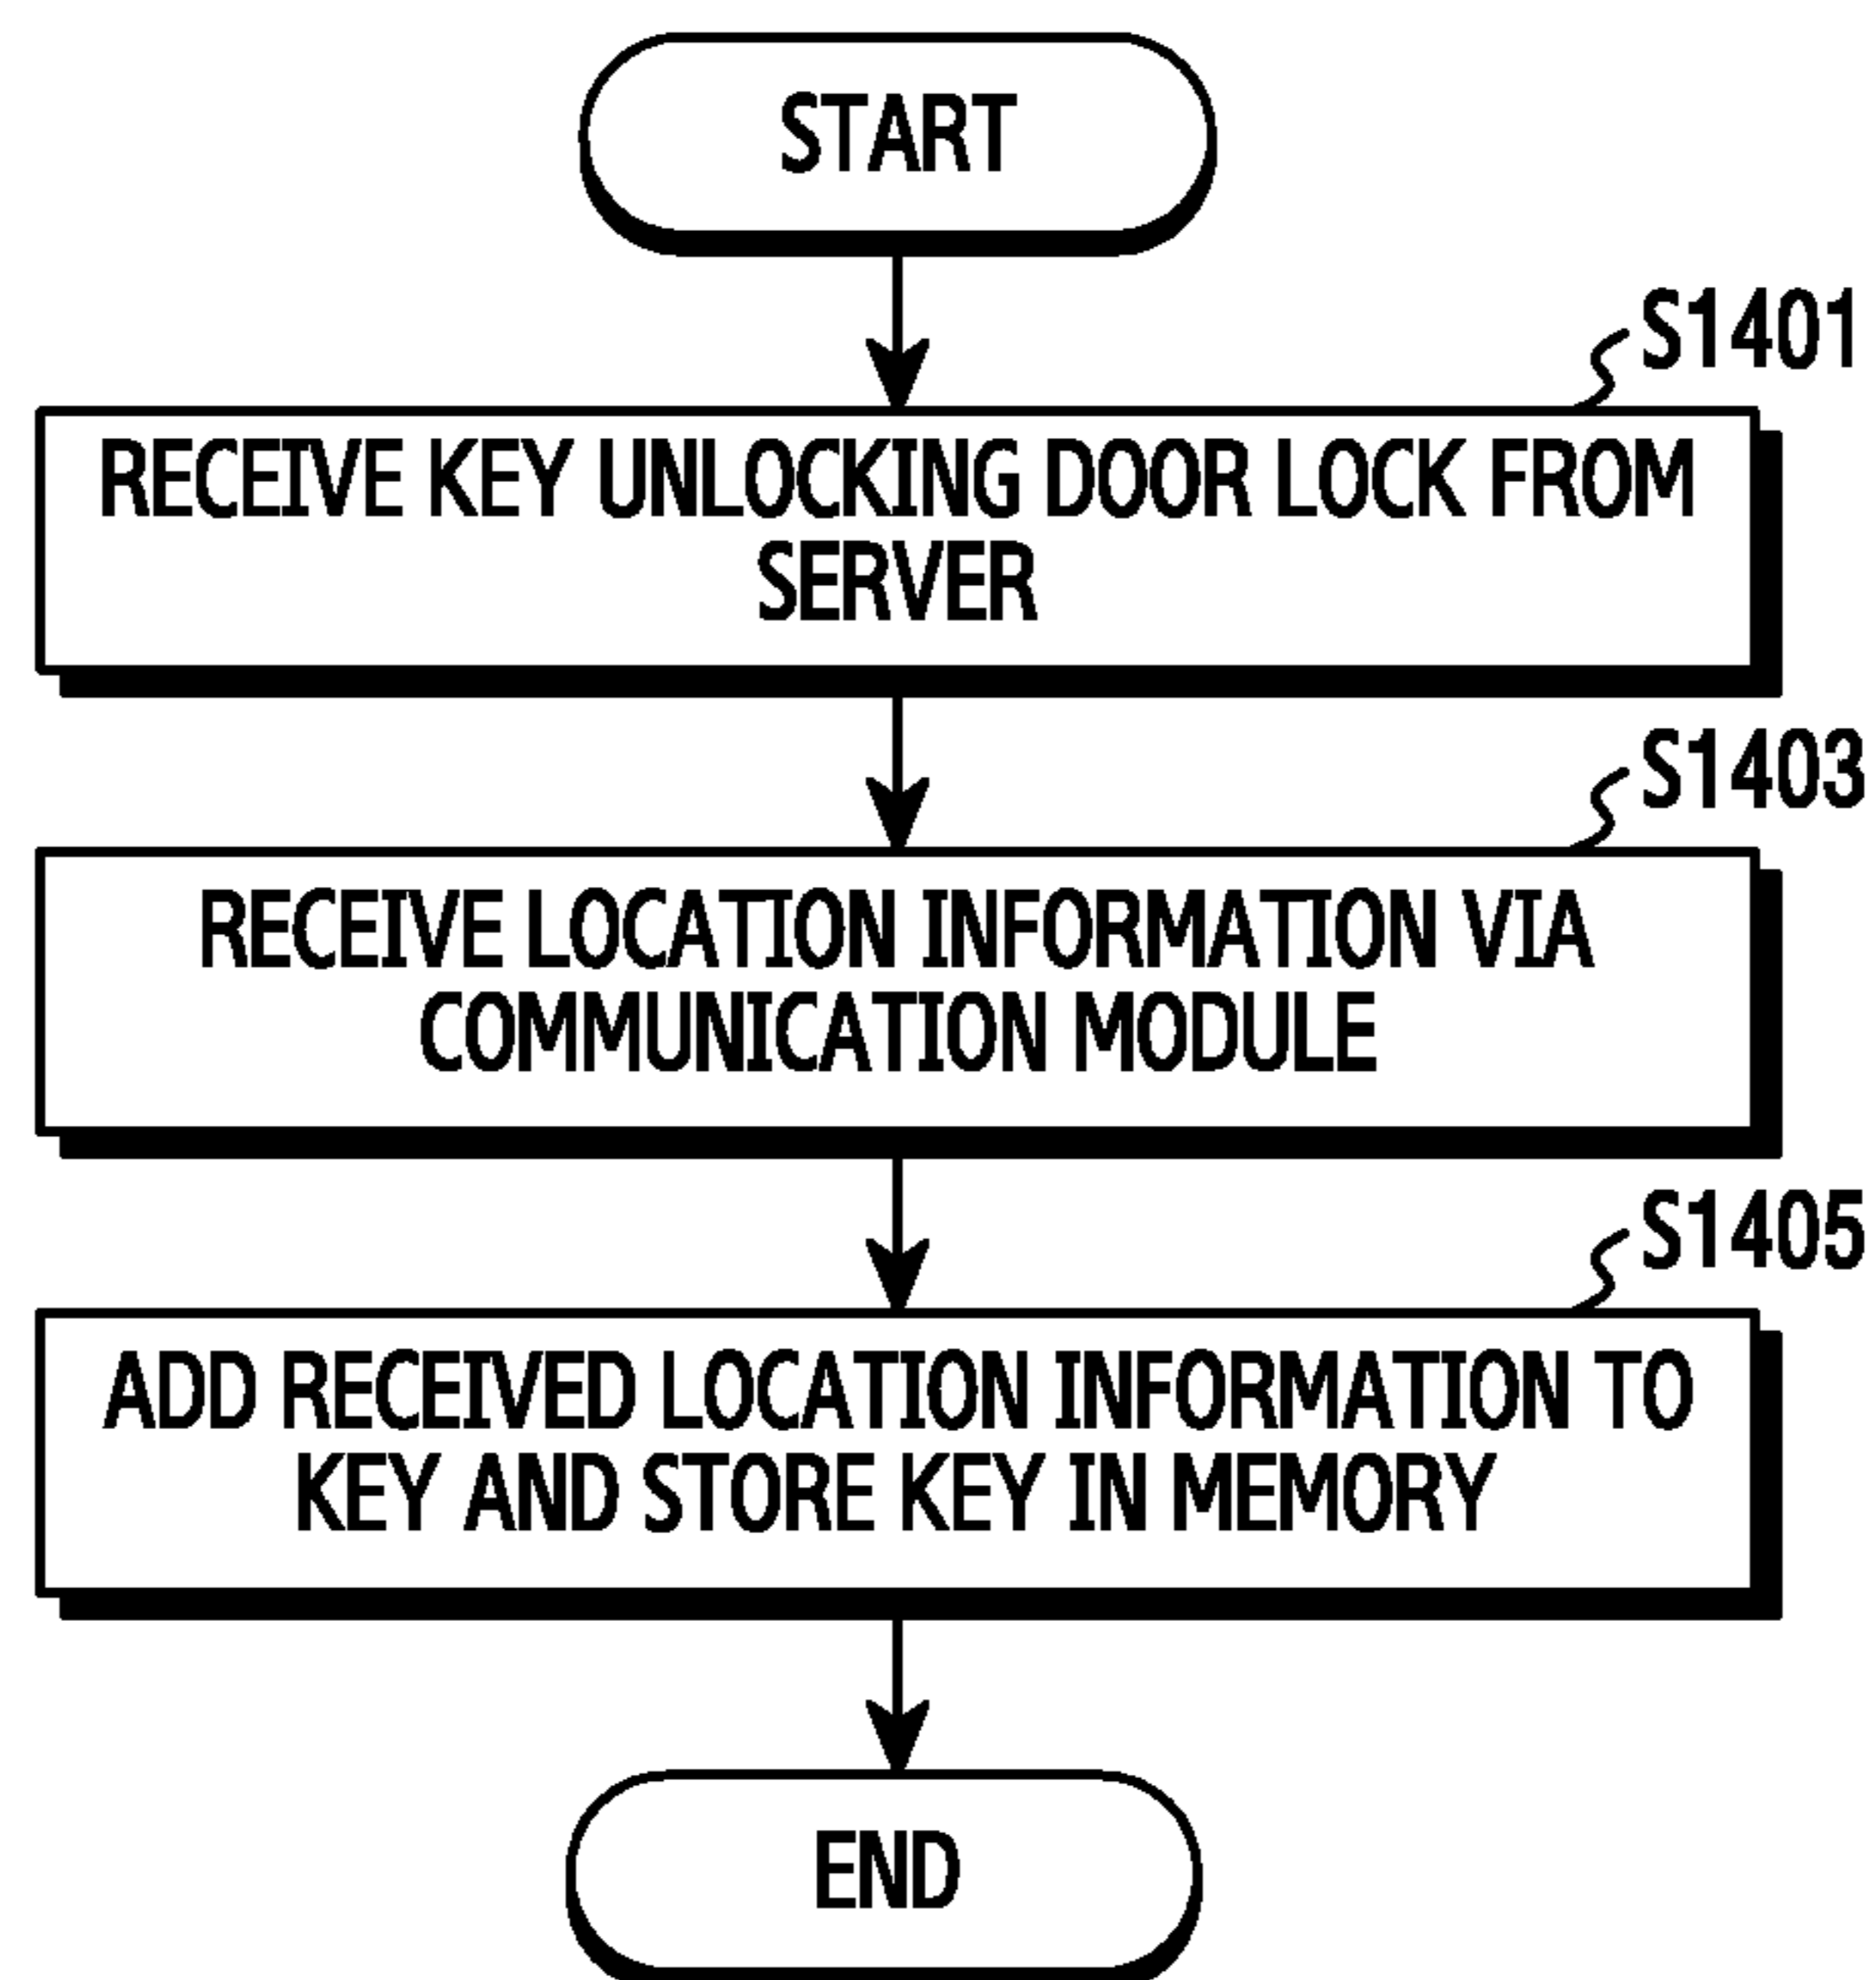 START
S1401
RECEIVE KEY UNLOCKING DOOR LOCK FROM
SERVER
S1403
RECEIVE LOCATION INFORMATION VIA
COMMUNICATION MODULE
S1405
ADD RECEIVED LOCATION INFORMATION TO
KEY AND STORE KEY IN MEMORY
END